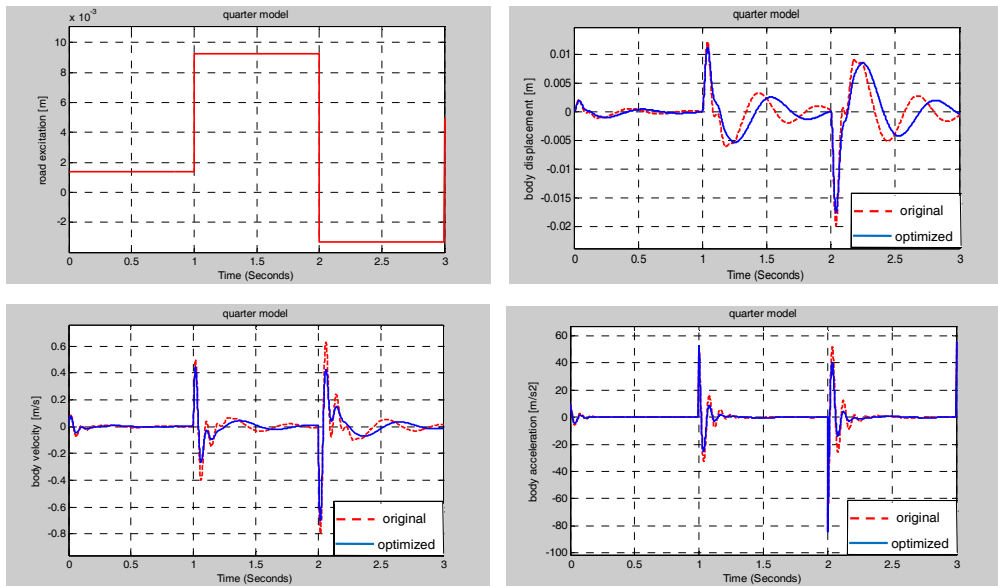 x 10⁻³
quarter model
10
8
6
4
2
0
-2
road excitation [m]
0 0.5 1 1.5 2 2.5 3
Time (Seconds)
quarter model
0.01
0.005
0
-0.005
-0.01
-0.015
-0.02
body displacement [m]
original
optimized
0 0.5 1 1.5 2 2.5 3
Time (Seconds)
quarter model
0.6
0.4
0.2
0
-0.2
-0.4
-0.6
-0.8
body velocity [m/s]
original
optimized
0 0.5 1 1.5 2 2.5 3
Time (Seconds)
quarter model
60
40
20
0
-20
-40
-60
-80
-100
body acceleration [m/s2]
original
optimized
0 0.5 1 1.5 2 2.5 3
Time (Seconds)